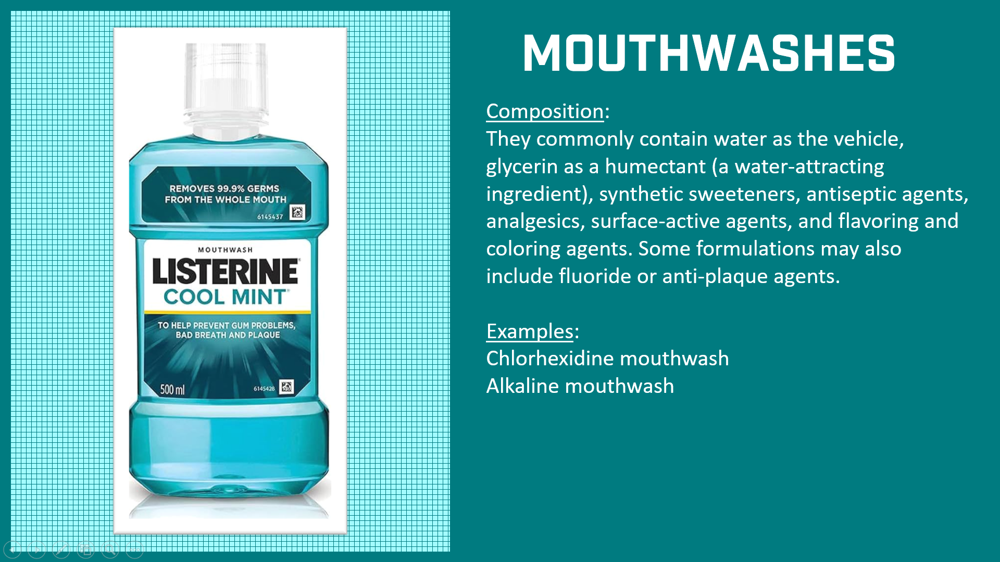 MOUTHWASHES
Composition:
They commonly contain water as the vehicle,
glycerin as a humectant (a water-attracting
ingredient), synthetic sweeteners, antiseptic agents,
analgesics, surface-active agents, and flavoring and
coloring agents. Some formulations may also
include fluoride or anti-plaque agents.
Examples:
Chlorhexidine mouthwash
Alkaline mouthwash
REMOVES 99.9% GERMS
FROM THE WHOLE MOUTH
6145437
MOUTHWASH
LISTERINE®
COOL MINT®
TO HELP PREVENT GUM PROBLEMS,
BAD BREATH AND PLAQUE
500 ml
6145428